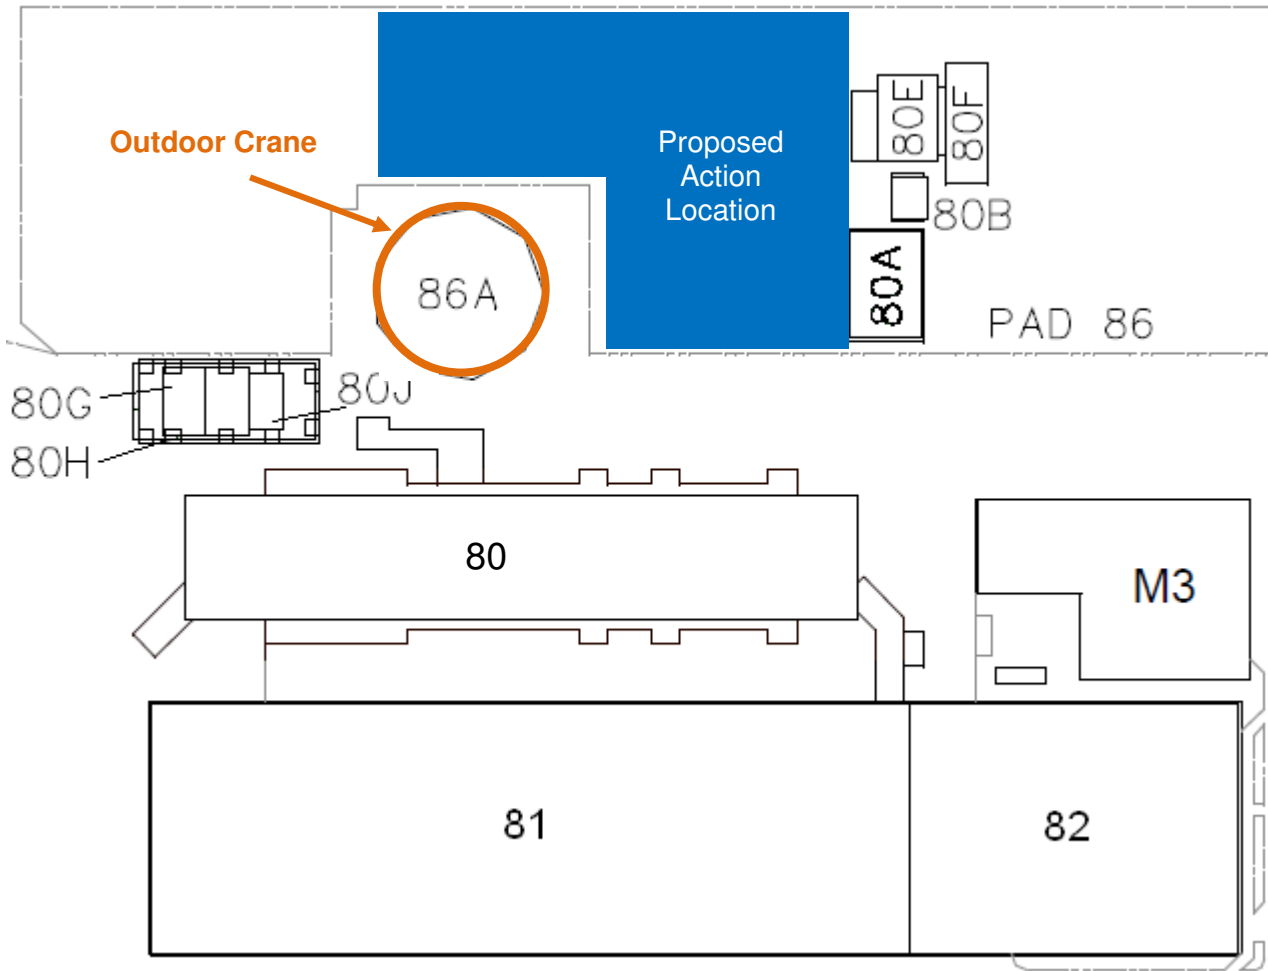 Outdoor Crane
Proposed
Action
Location
80E
80F
80B
80A
86A
PAD 86
80G
80J
80H
80
M3
81
82